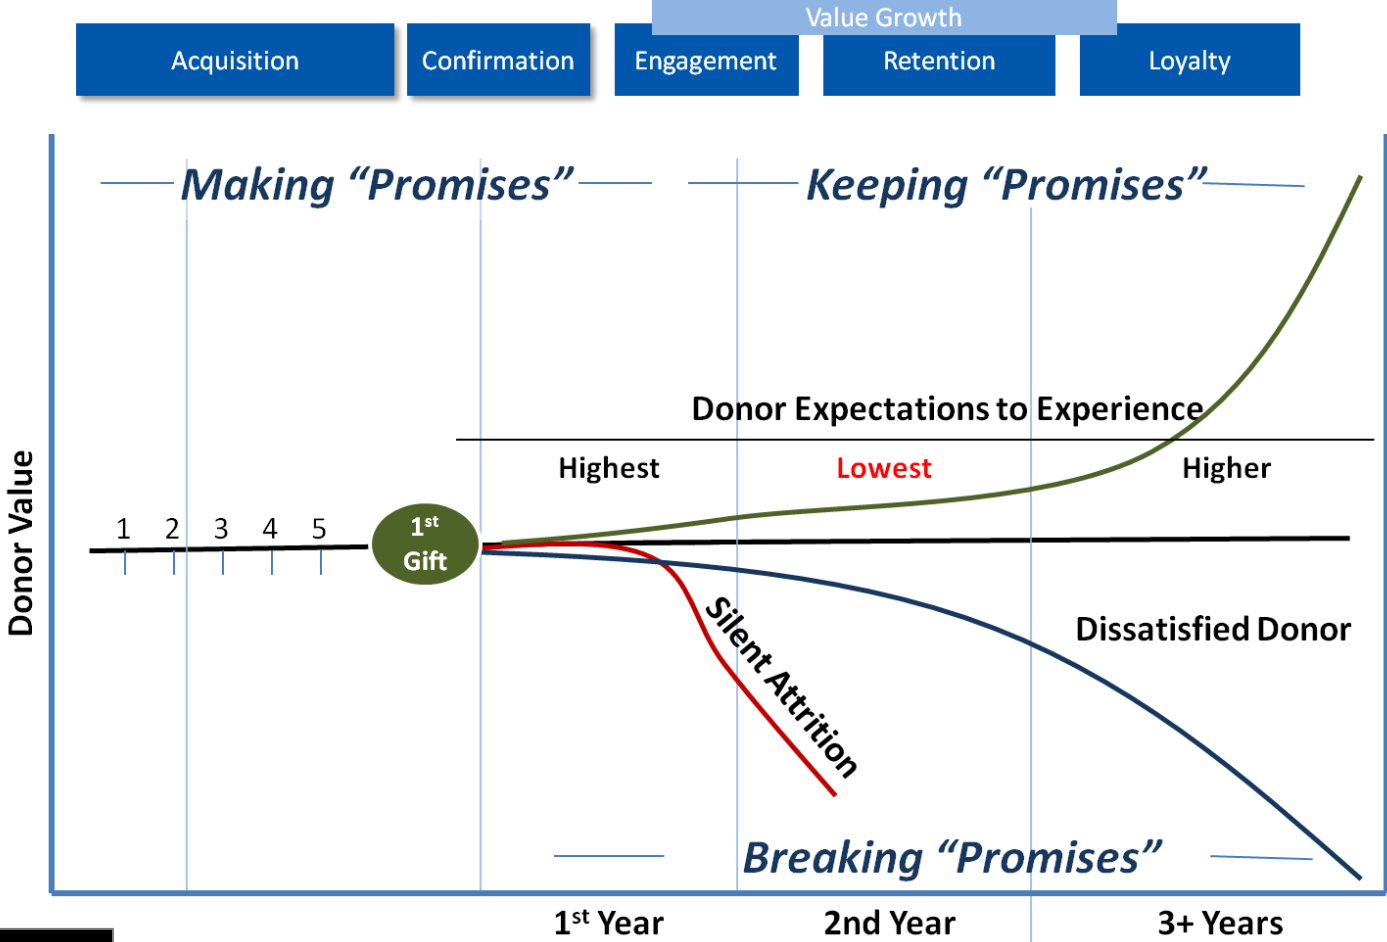 Value Growth
Acquisition
Confirmation
Engagement
Retention
Loyalty
Making “Promises”
Keeping “Promises”
Donor Expectations to Experience
Highest
Lowest
Higher
Donor Value
1 2 3 4 5
1st
Gift
Silent Attrition
Dissatisfied Donor
Breaking “Promises”
1st Year
2nd Year
3+ Years